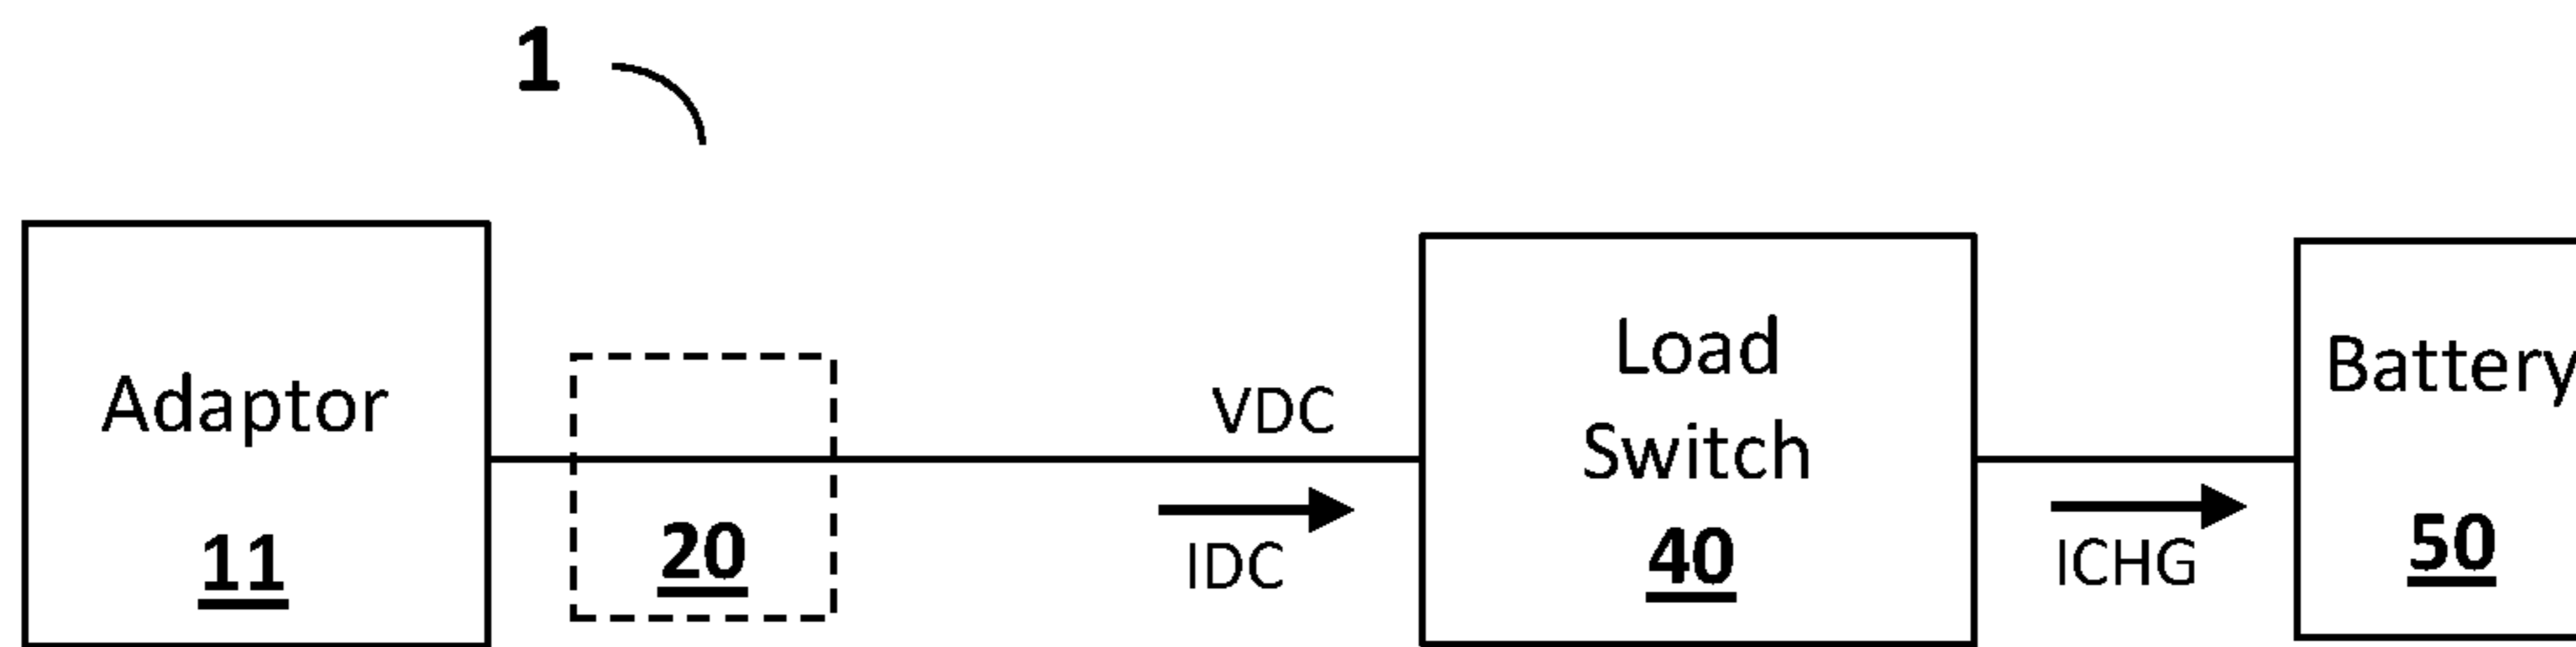 1
Adaptor
11
20
VDC
IDC
Load
Switch
40
ICHG
Battery
50